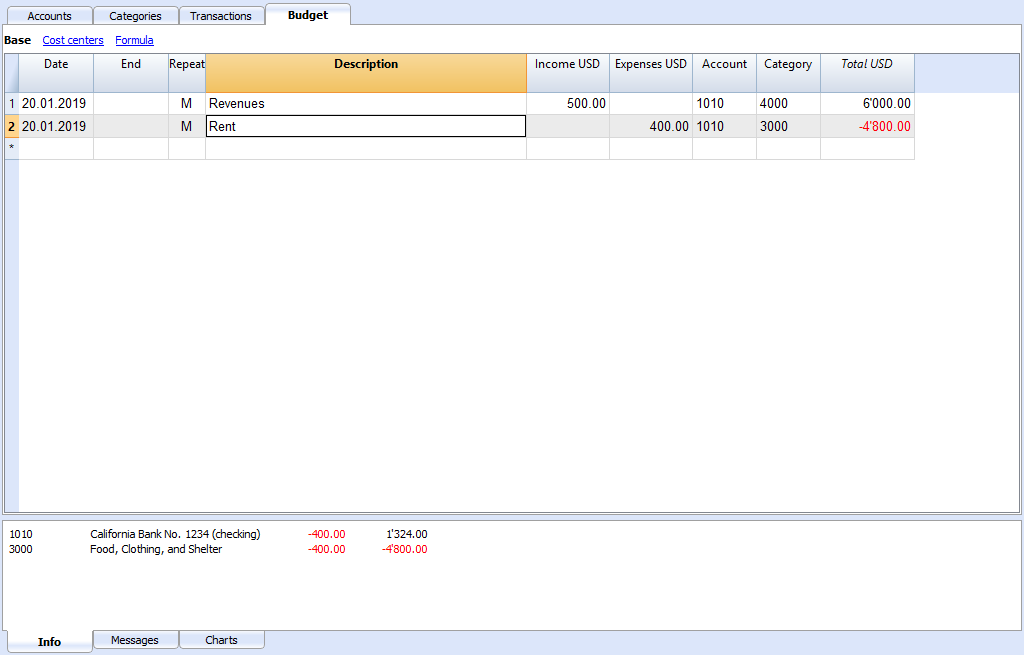 Accounts Categories Transactions Budget
Base Cost centers Formula
Date End Repeat Description Income USD Expenses USD Account Category Total USD
1 20.01.2019 M Revenues 500.00 1010 4000 6'000.00
2 20.01.2019 M Rent 400.00 1010 3000 -4'800.00
*
1010 California Bank No. 1234 (checking) -400.00 1'324.00
3000 Food, Clothing, and Shelter -400.00 -4'800.00
Info Messages Charts